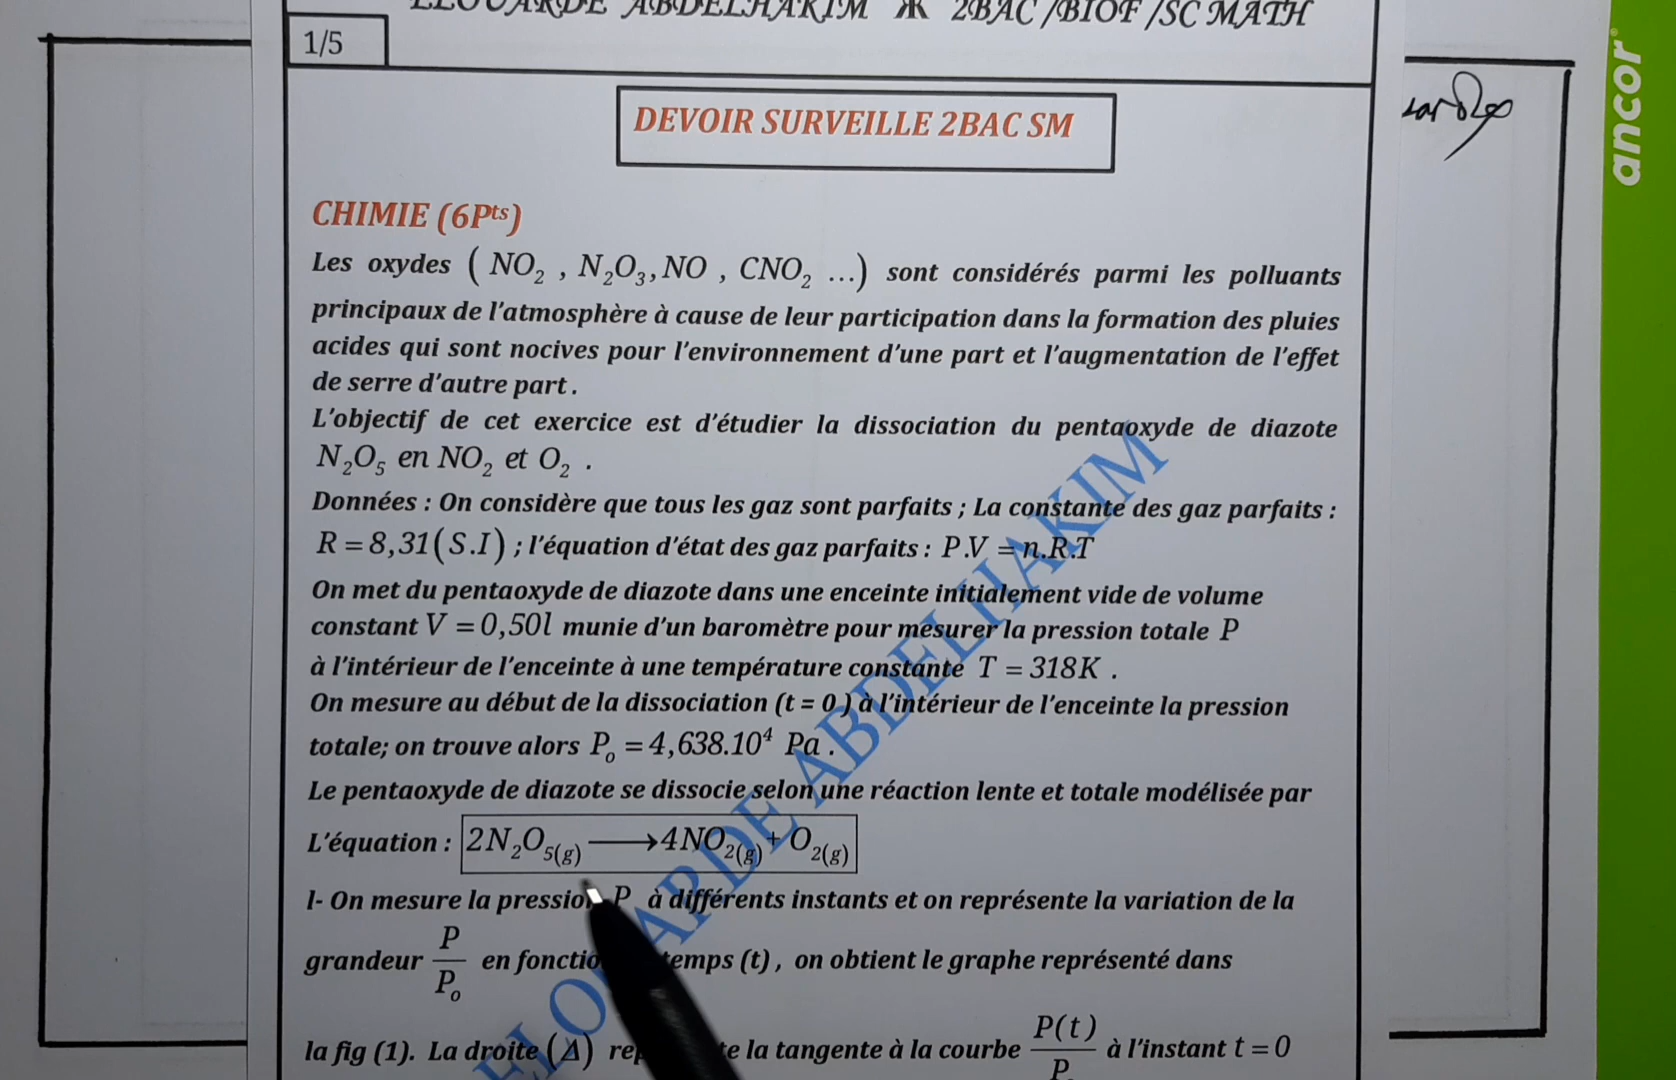 ELOUARDE ABDELHAKIM Ж 2BAC /BIOF /SC MATH
1/5
ancor
DEVOIR SURVEILLE 2BAC SM
CHIMIE (6Pts)
Les oxydes ( NO₂ , N₂O₃, NO , CNO₂ ...) sont considérés parmi les polluants
principaux de l'atmosphère à cause de leur participation dans la formation des pluies
acides qui sont nocives pour l'environnement d'une part et l'augmentation de l'effet
de serre d'autre part.
L'objectif de cet exercice est d'étudier la dissociation du pentaoxyde de diazote
N₂O₅ en NO₂ et O₂ .
Données : On considère que tous les gaz sont parfaits ; La constante des gaz parfaits :
R = 8,31(S.I) ; l'équation d'état des gaz parfaits : P.V = n.R.T
On met du pentaoxyde de diazote dans une enceinte initialement vide de volume
constant V = 0,50l munie d'un baromètre pour mesurer la pression totale P
à l'intérieur de l'enceinte à une température constante T = 318K .
On mesure au début de la dissociation (t = 0 ) à l'intérieur de l'enceinte la pression
totale; on trouve alors Pₒ = 4,638.10⁴ Pa .
Le pentaoxyde de diazote se dissocie selon une réaction lente et totale modélisée par
L'équation : 2N₂O₅(g) ⟶ 4NO₂(g) + O₂(g)
l- On mesure la pression P à différents instants et on représente la variation de la
grandeur P/Pₒ en fonction temps (t), on obtient le graphe représenté dans
la fig (1). La droite (Δ) la tangente à la courbe P(t)/P à l'instant t = 0
ELOUARDE ABDELHAKIM